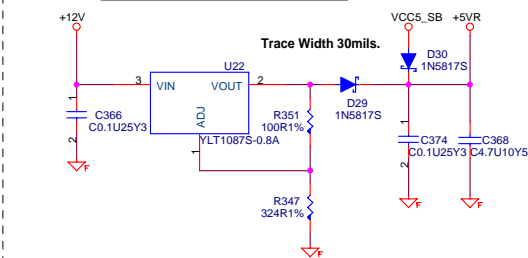 +12V
VCC5_SB +5VR
Trace Width 30mils.
D30
1N5817S
U22
3 VIN VOUT 2
ADJ
1
YLT1087S-0.8A
D29
1N5817S
1
C366
C0.1U25Y3
2
R351
100R1%
1
C374
C0.1U25Y3
2
C368
C4.7U10Y5
R347
324R1%
F
F
F
F